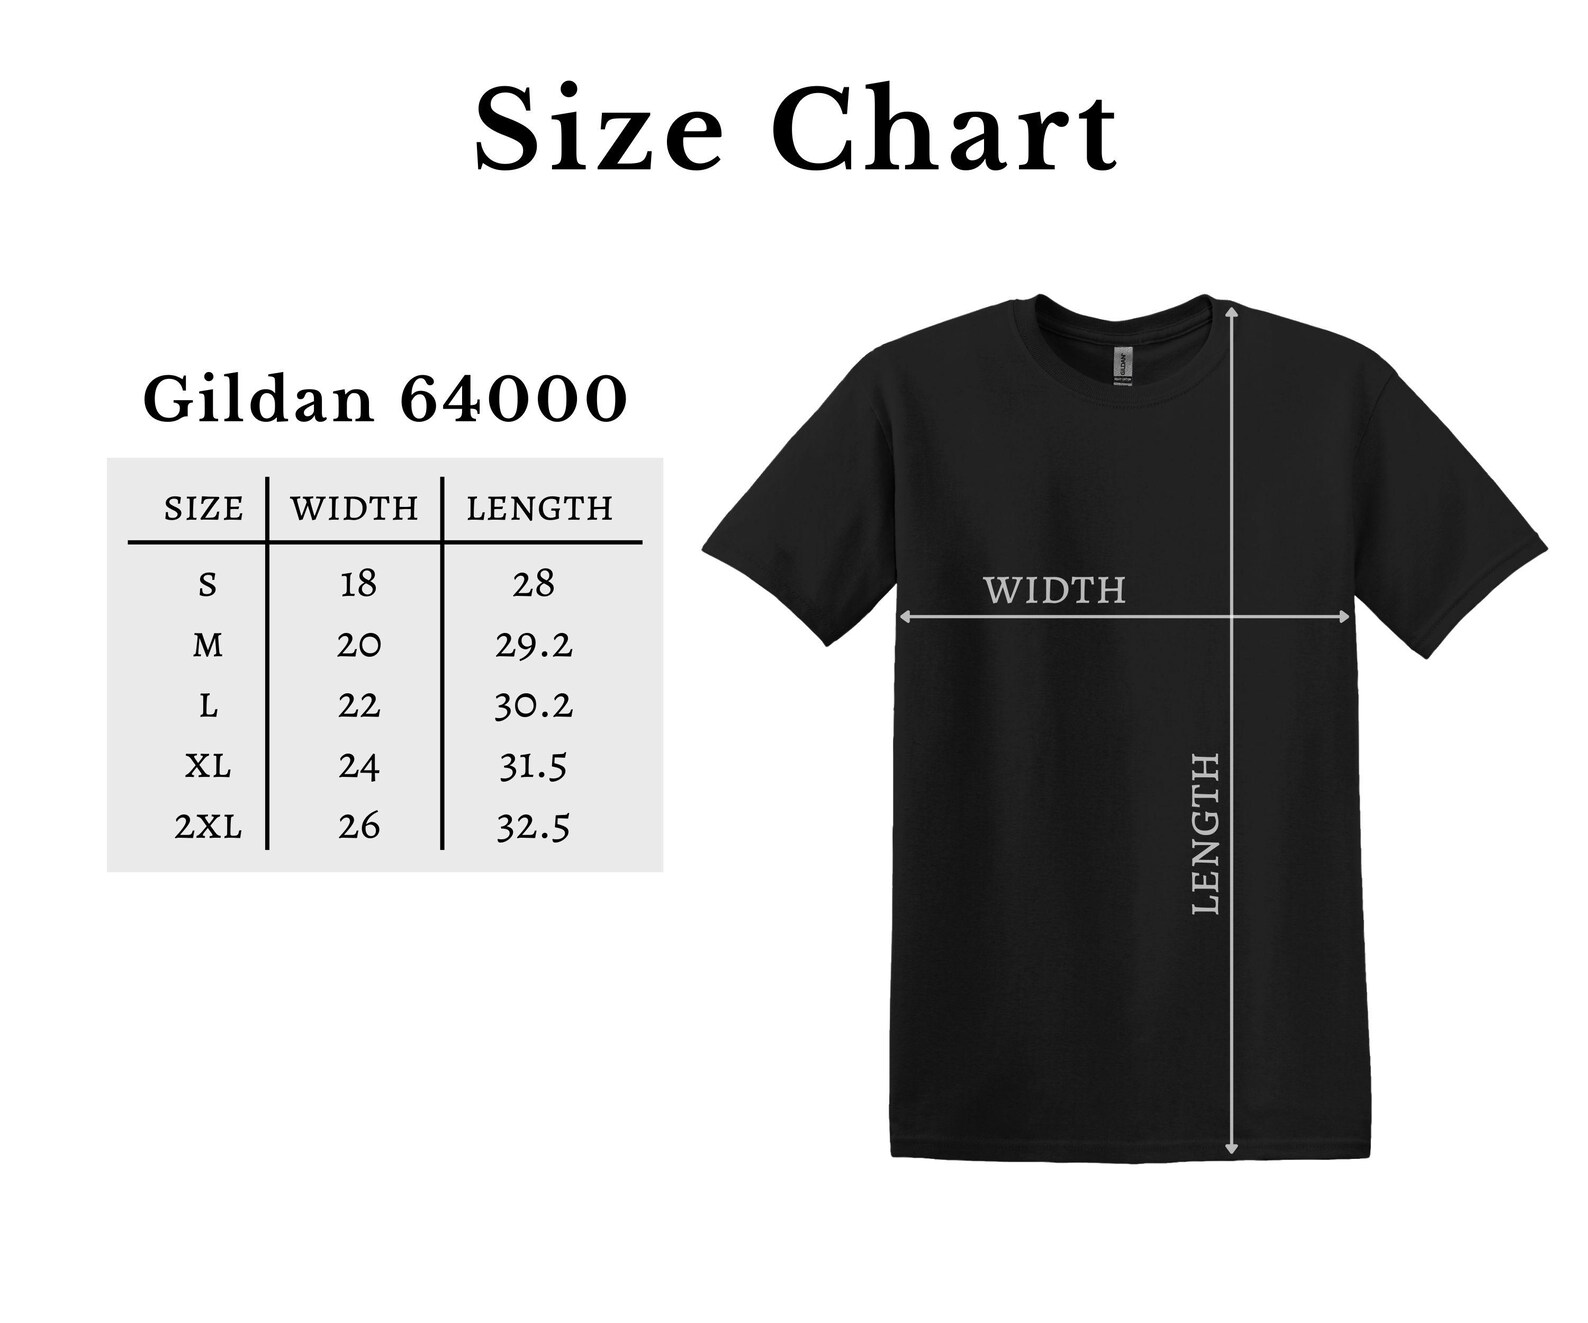 Size Chart
Gildan 64000
SIZE WIDTH LENGTH
S 18 28
M 20 29.2
L 22 30.2
XL 24 31.5
2XL 26 32.5
GILDAN
WIDTH
LENGTH